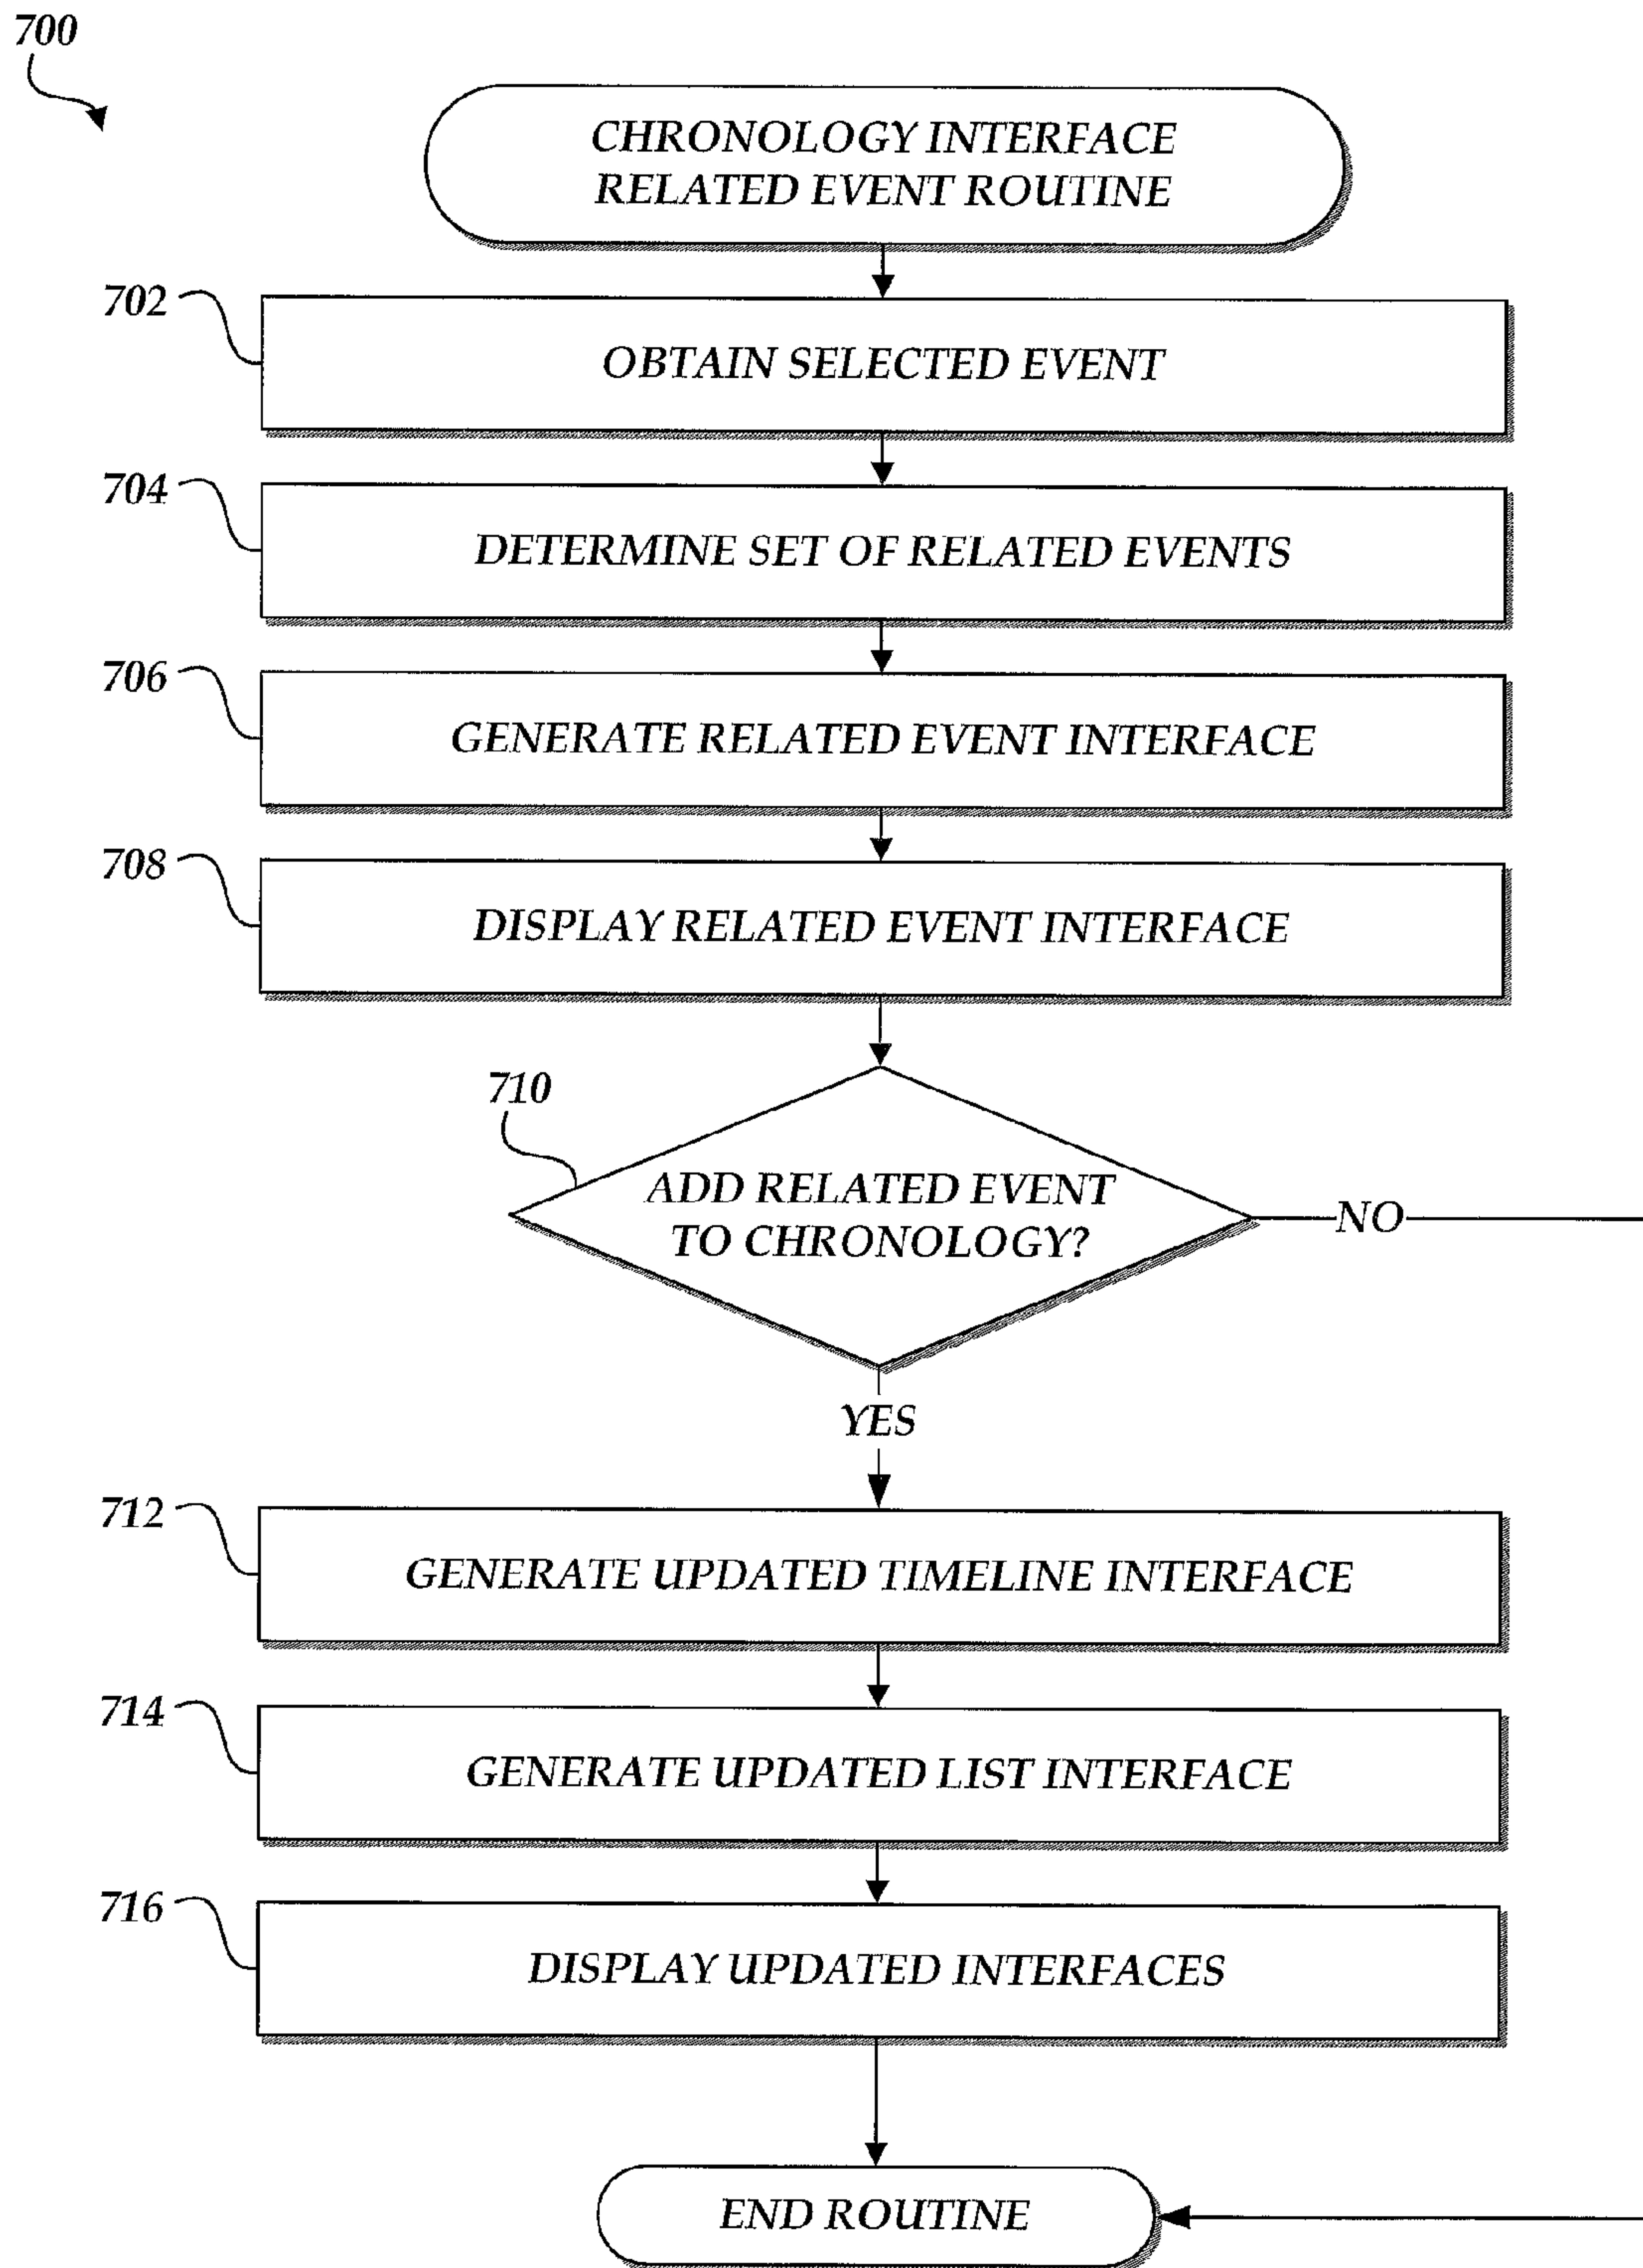 700
CHRONOLOGY INTERFACE
RELATED EVENT ROUTINE
702
OBTAIN SELECTED EVENT
704
DETERMINE SET OF RELATED EVENTS
706
GENERATE RELATED EVENT INTERFACE
708
DISPLAY RELATED EVENT INTERFACE
710
ADD RELATED EVENT
TO CHRONOLOGY?
NO
YES
712
GENERATE UPDATED TIMELINE INTERFACE
714
GENERATE UPDATED LIST INTERFACE
716
DISPLAY UPDATED INTERFACES
END ROUTINE